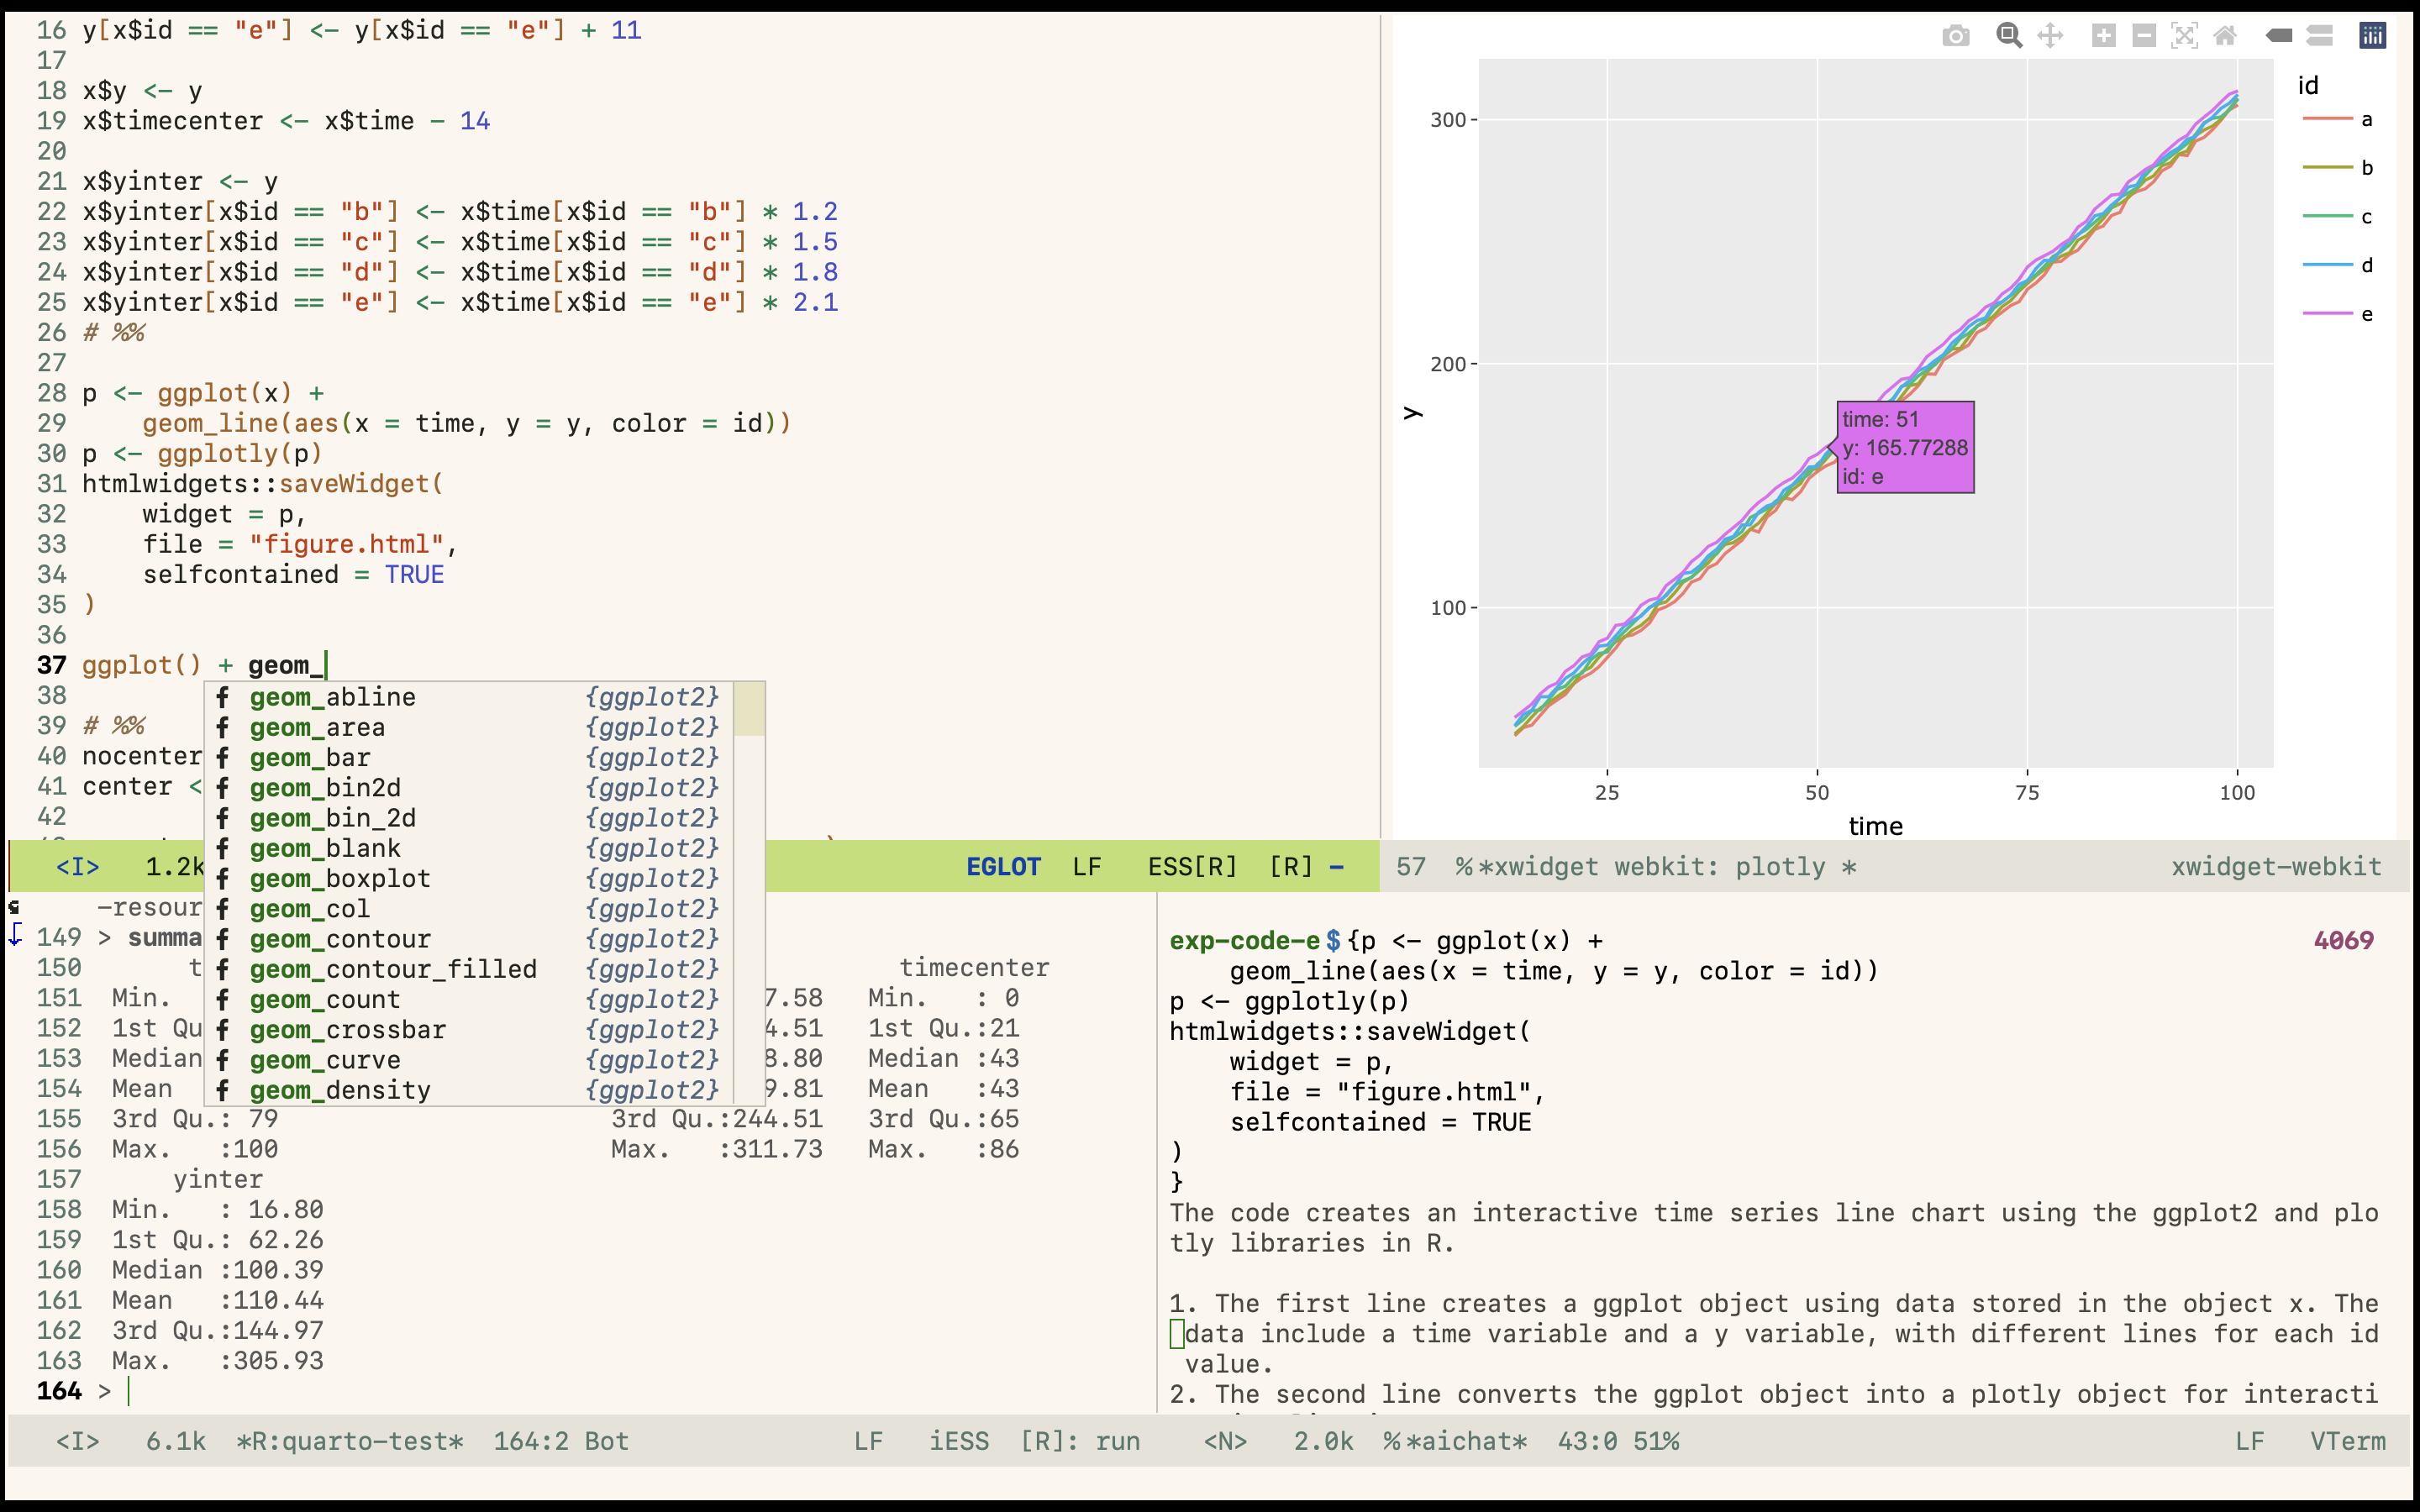 16 y[x$id == "e"] <- y[x$id == "e"] + 11
17
18 x$y <- y
19 x$timecenter <- x$time - 14
20
21 x$yinter <- y
22 x$yinter[x$id == "b"] <- x$time[x$id == "b"] * 1.2
23 x$yinter[x$id == "c"] <- x$time[x$id == "c"] * 1.5
24 x$yinter[x$id == "d"] <- x$time[x$id == "d"] * 1.8
25 x$yinter[x$id == "e"] <- x$time[x$id == "e"] * 2.1
26 # %%
27
28 p <- ggplot(x) +
29     geom_line(aes(x = time, y = y, color = id))
30 p <- ggplotly(p)
31 htmlwidgets::saveWidget(
32     widget = p,
33     file = "figure.html",
34     selfcontained = TRUE
35 )
36
37 ggplot() + geom_
38
39 # %%
40 nocenter
41 center <
42
f geom_abline {ggplot2}
f geom_area {ggplot2}
f geom_bar {ggplot2}
f geom_bin2d {ggplot2}
f geom_bin_2d {ggplot2}
f geom_blank {ggplot2}
f geom_boxplot {ggplot2}
f geom_col {ggplot2}
f geom_contour {ggplot2}
f geom_contour_filled {ggplot2}
f geom_count {ggplot2}
f geom_crossbar {ggplot2}
f geom_curve {ggplot2}
f geom_density {ggplot2}
<I> 1.2k EGLOT LF ESS[R] [R] -
id
a
b
c
d
e
300
200
100
y
time: 51
y: 165.77288
id: e
25 50 75 100
time
57 %*xwidget webkit: plotly * xwidget-webkit
-resour
149 > summa
150 t timecenter
151 Min. 7.58 Min. : 0
152 1st Qu 4.51 1st Qu.:21
153 Median 8.80 Median :43
154 Mean 9.81 Mean :43
155 3rd Qu.: 79 3rd Qu.:244.51 3rd Qu.:65
156 Max. :100 Max. :311.73 Max. :86
157 yinter
158 Min. : 16.80
159 1st Qu.: 62.26
160 Median :100.39
161 Mean :110.44
162 3rd Qu.:144.97
163 Max. :305.93
164 >
<I> 6.1k *R:quarto-test* 164:2 Bot LF iESS [R]: run
exp-code-e$ {p <- ggplot(x) + 4069
    geom_line(aes(x = time, y = y, color = id))
p <- ggplotly(p)
htmlwidgets::saveWidget(
    widget = p,
    file = "figure.html",
    selfcontained = TRUE
)
}
The code creates an interactive time series line chart using the ggplot2 and plo
tly libraries in R.
1. The first line creates a ggplot object using data stored in the object x. The
data include a time variable and a y variable, with different lines for each id
value.
2. The second line converts the ggplot object into a plotly object for interacti
<N> 2.0k %*aichat* 43:0 51% LF VTerm